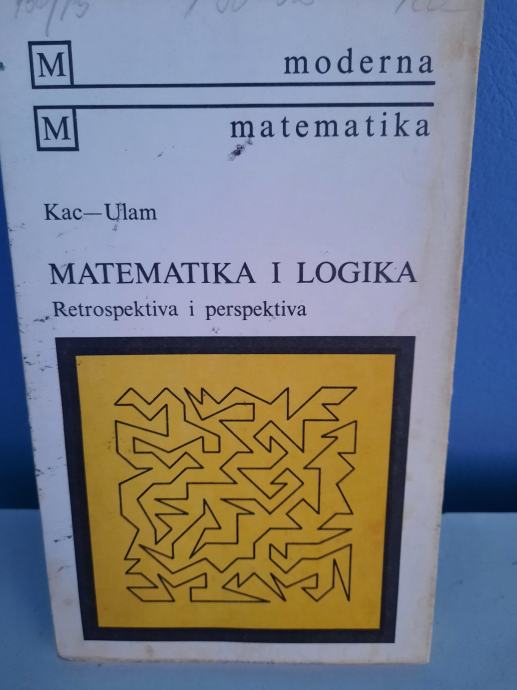 M moderna
M matematika
Kac—Ulam
MATEMATIKA I LOGIKA
Retrospektiva i perspektiva